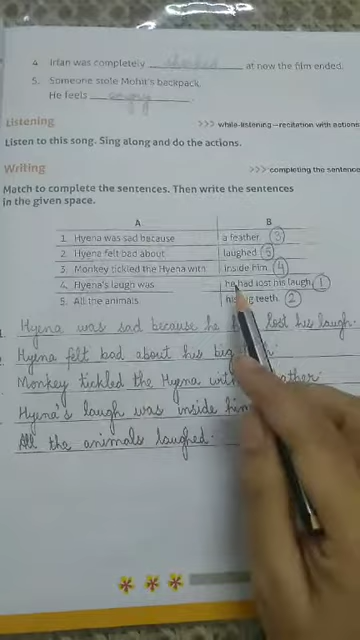 4. Irfan was completely shocked at how the film ended.
5. Someone stole Mohit's backpack.
He feels angry.
Listening
>>> while-listening – recitation with actions
Listen to this song. Sing along and do the actions.
Writing
>>> completing the sentence
Match to complete the sentences. Then write the sentences
in the given space.
A B
1. Hyena was sad because a feather. 3
2. Hyena felt bad about laughed. 5
3. Monkey tickled the Hyena with inside him. 4
4. Hyena's laugh was he had lost his laugh. 1
5. All the animals his big teeth. 2
Hyena was sad because he lost his laugh.
Hyena felt bad about his big
Monkey tickled the Hyena with
Hyena's laugh was inside him
All the animals laughed.